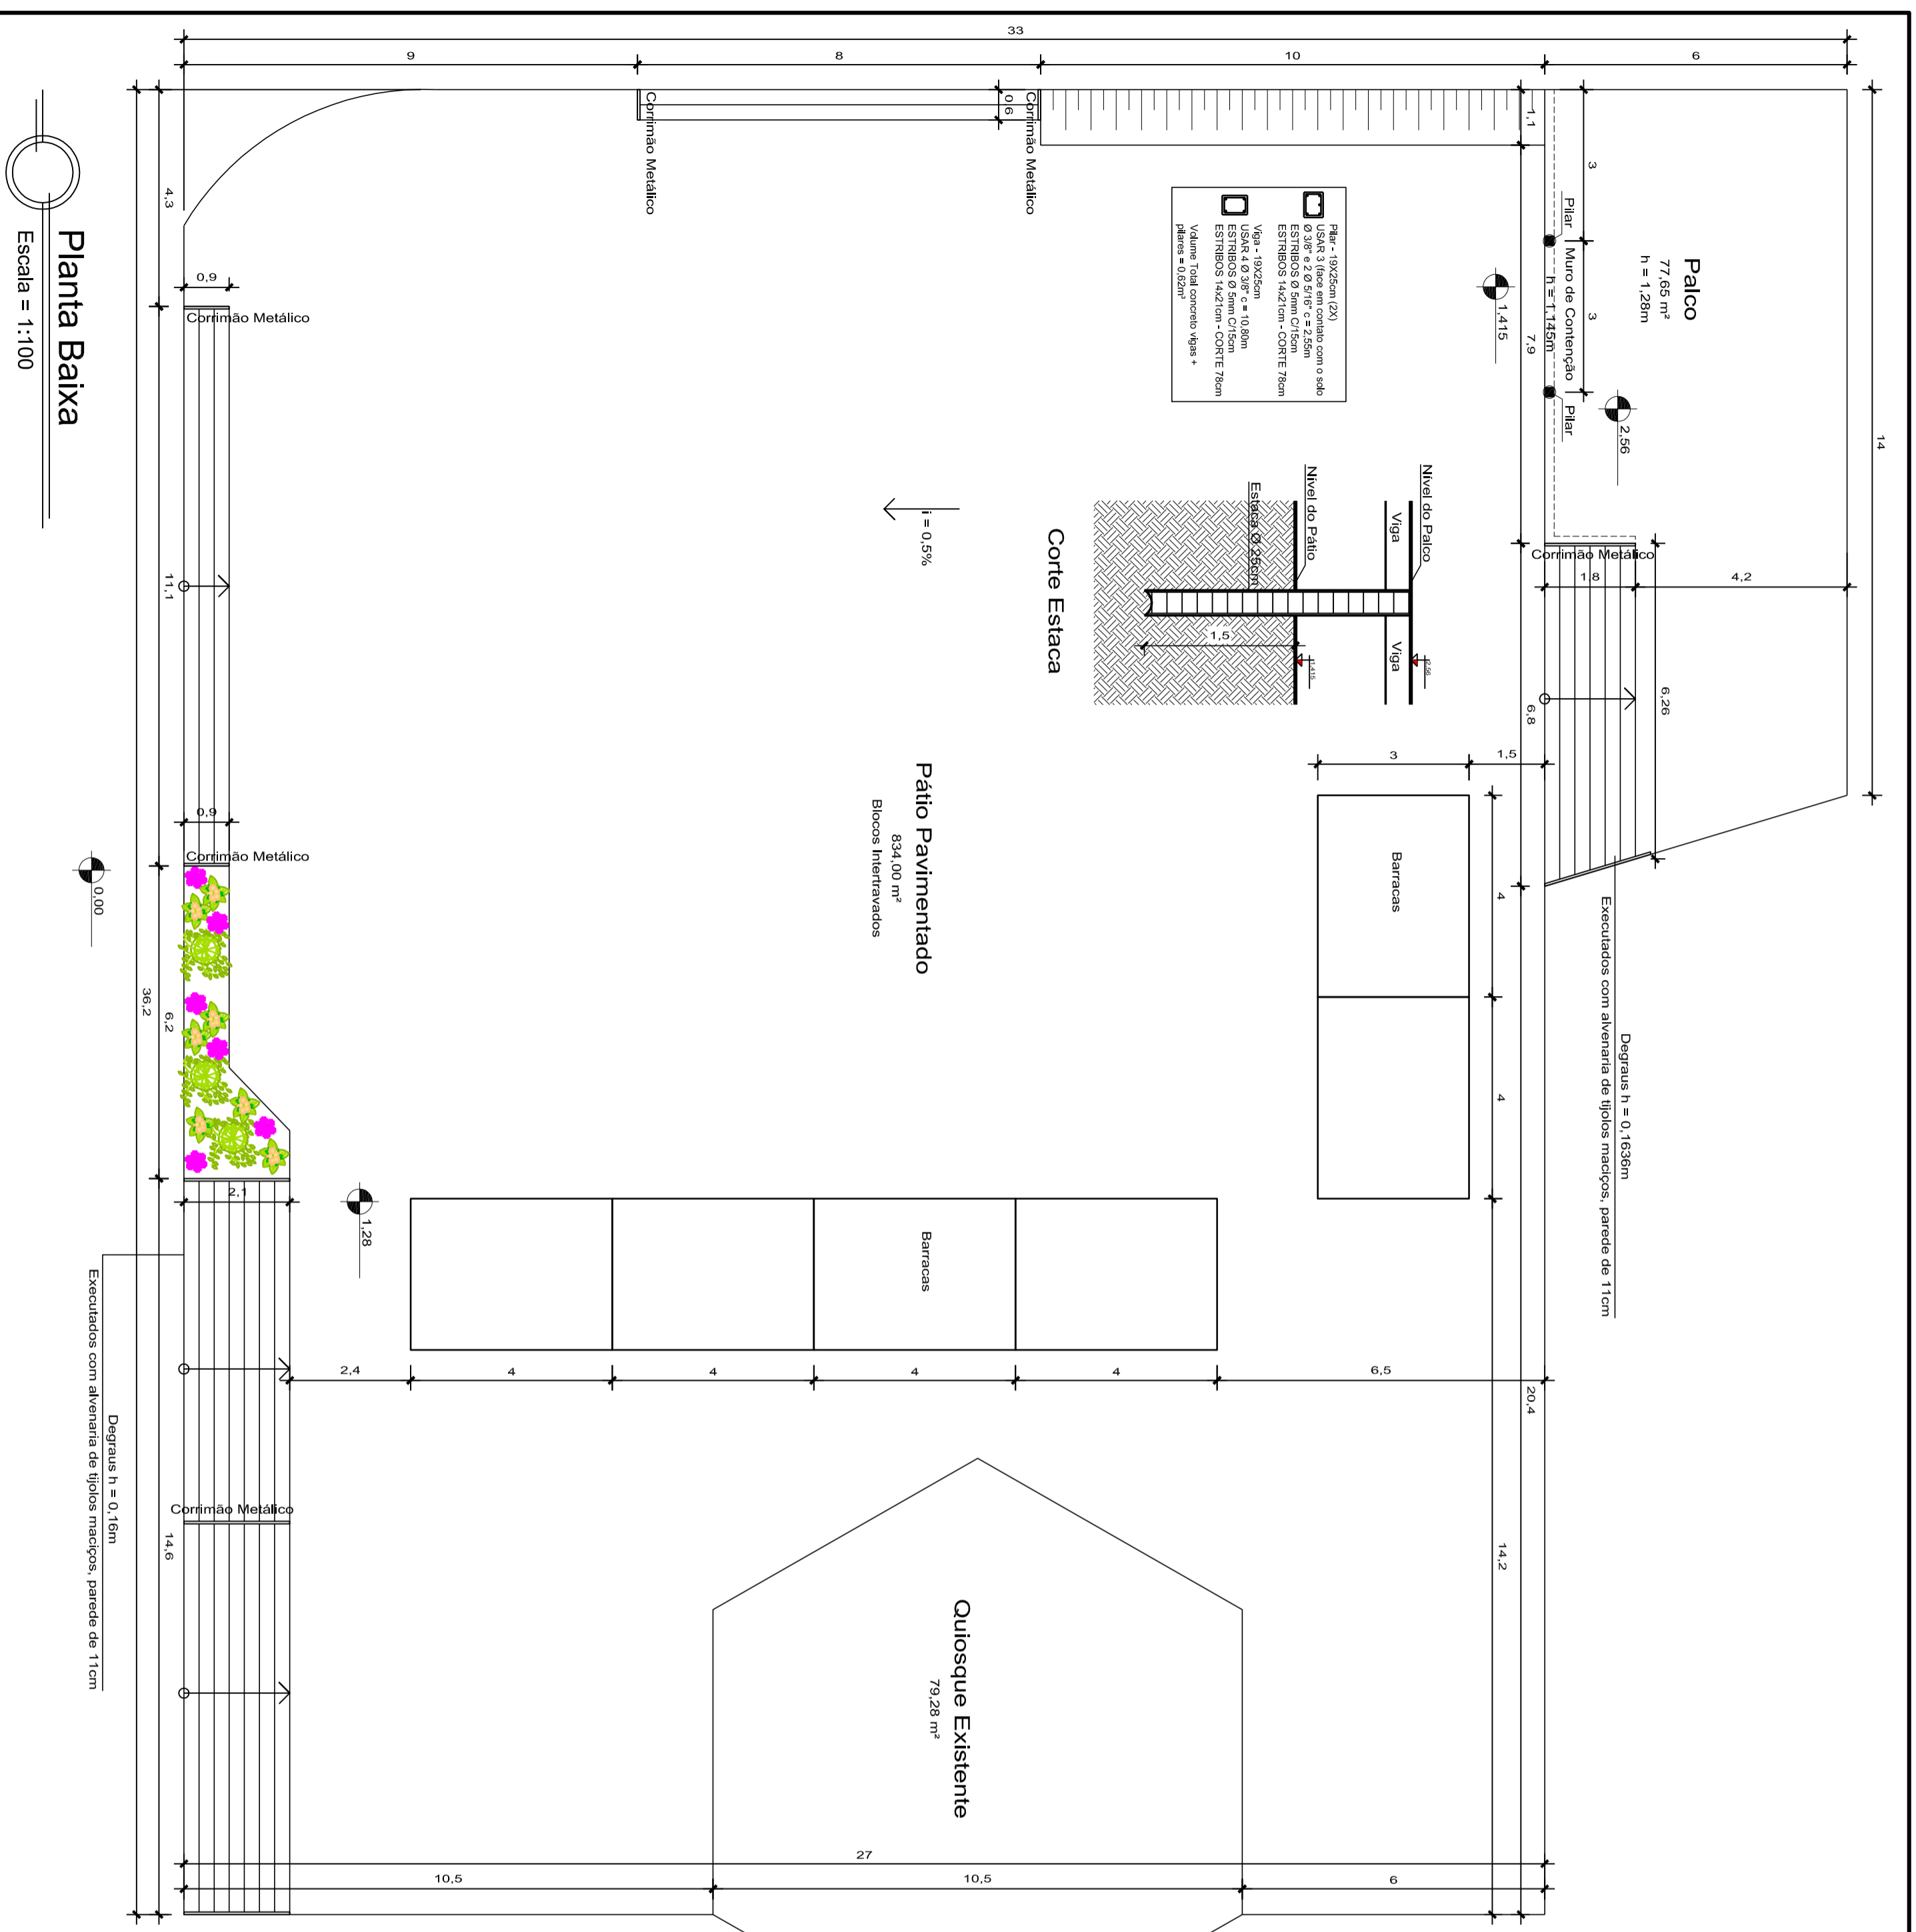 33
9
8
10
6
14
Palco
77,65 m²
h = 1,28m
3
3
Pilar
Muro de Contenção
h = 1,145m
Pilar
2,56
1,1
7,9
1,415
Corrimão Metálico
0,6
Corrimão Metálico
Pilar - 19X25cm (2X)
USAR 3 (face em contato com o solo
Ø 3/8" e 2 Ø 5/16" c = 2,55m
ESTRIBOS Ø 5mm C/15cm
ESTRIBOS 14x21cm - CORTE 78cm
Viga - 19X25cm
USAR 4 Ø 3/8" c = 10,80m
ESTRIBOS Ø 5mm C/15cm
ESTRIBOS 14x21cm - CORTE 78cm
Volume Total concreto vigas +
pilares = 0,62m³
Nível do Palco
Viga
Viga
2,56
Nível do Pátio
1,415
Estaca Ø 25cm
1,5
Corte Estaca
i = 0,5%
Corrimão Metálico
1,8
4,2
6,26
6,8
Degraus h = 0,1636m
Executados com alvenaria de tijolos maciços, parede de 11cm
3
1,5
Barracas
4
4
Pátio Pavimentado
834,00 m²
Blocos Intertravados
Barracas
2,4
4
4
4
4
6,5
20,4
14,2
Quiosque Existente
79,28 m²
27
10,5
10,5
6
4,3
0,9
Corrimão Metálico
11,1
0,9
Corrimão Metálico
0,00
36,2
6,2
2,1
1,28
Corrimão Metálico
14,6
Degraus h = 0,16m
Executados com alvenaria de tijolos maciços, parede de 11cm
Planta Baixa
Escala = 1:100